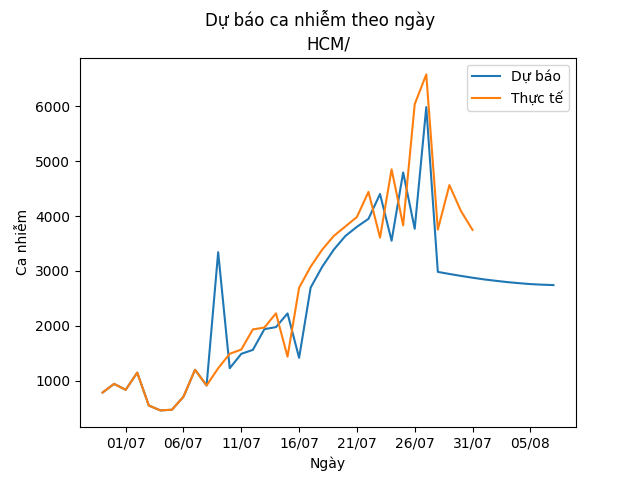 Dự báo ca nhiễm theo ngày
HCM/
Dự báo
Thực tế
6000
5000
4000
3000
2000
1000
Ca nhiễm
01/07 06/07 11/07 16/07 21/07 26/07 31/07 05/08
Ngày